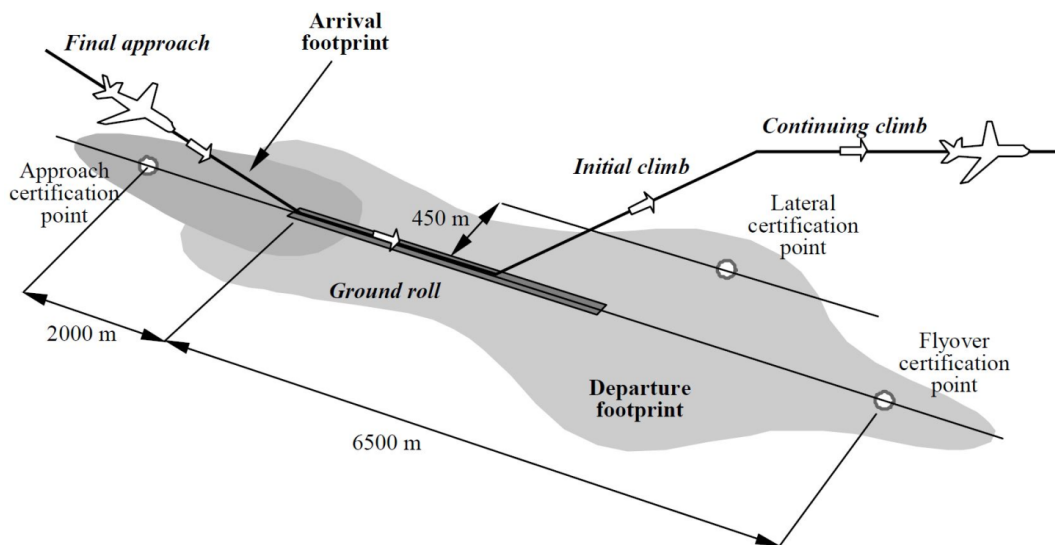 Final approach
Arrival
footprint
Continuing climb
Initial climb
Approach
certification
point
450 m
Lateral
certification
point
Ground roll
2000 m
Flyover
certification
point
Departure
footprint
6500 m